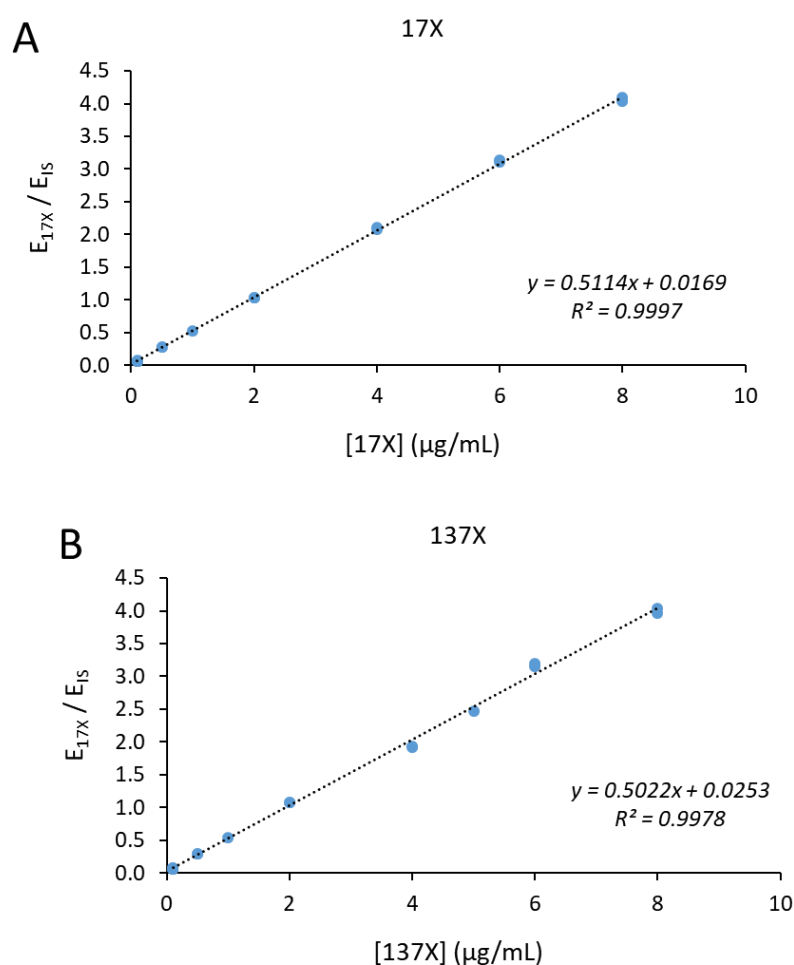 A
17X
4.5
4.0
3.5
3.0
2.5
2.0
1.5
1.0
0.5
0.0
E17X / EIS
y = 0.5114x + 0.0169
R² = 0.9997
0 2 4 6 8 10
[17X] (µg/mL)
B
137X
4.5
4.0
3.5
3.0
2.5
2.0
1.5
1.0
0.5
0.0
E17X / EIS
y = 0.5022x + 0.0253
R² = 0.9978
0 2 4 6 8 10
[137X] (µg/mL)